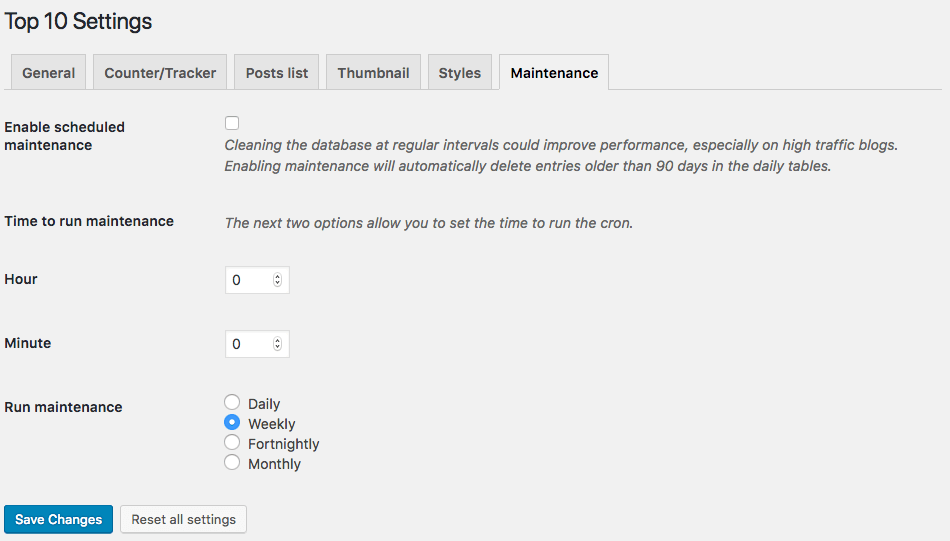 Top 10 Settings
General Counter/Tracker Posts list Thumbnail Styles Maintenance
Enable scheduled
maintenance
Cleaning the database at regular intervals could improve performance, especially on high traffic blogs.
Enabling maintenance will automatically delete entries older than 90 days in the daily tables.
Time to run maintenance
The next two options allow you to set the time to run the cron.
Hour
0
Minute
0
Run maintenance
Daily
Weekly
Fortnightly
Monthly
Save Changes Reset all settings